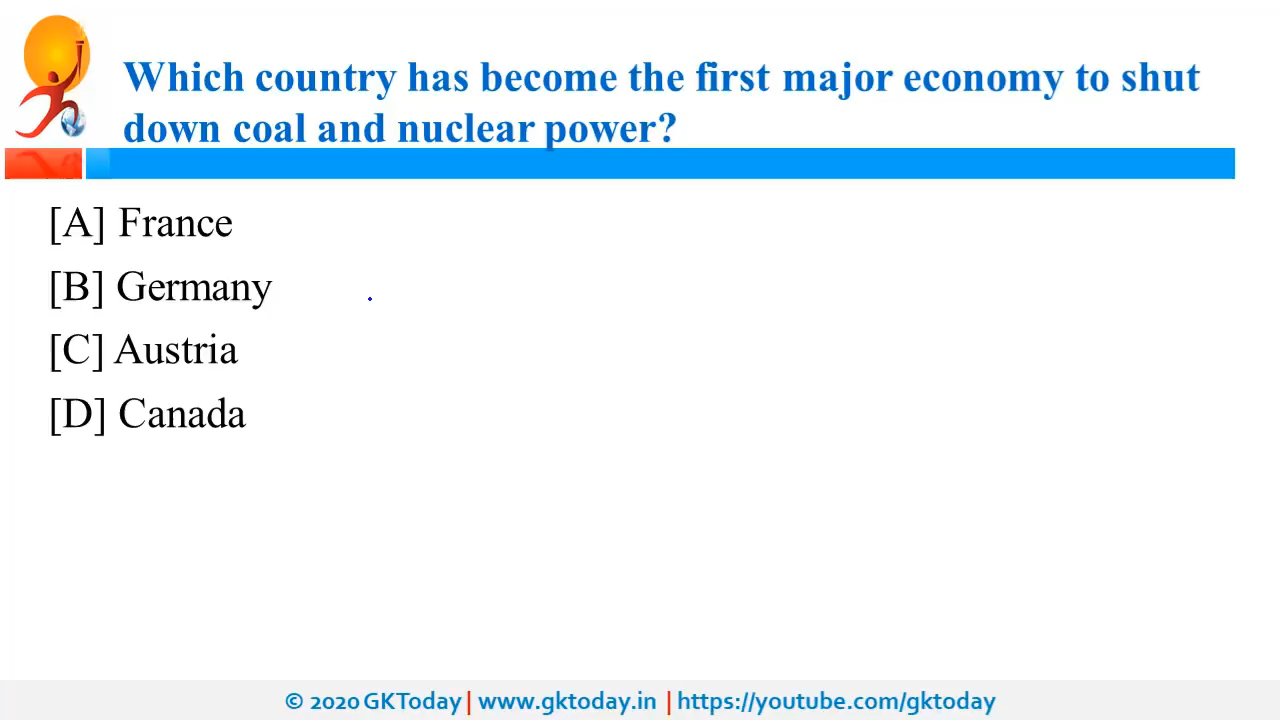 Which country has become the first major economy to shut
down coal and nuclear power?
[A] France
[B] Germany
[C] Austria
[D] Canada
© 2020 GKToday | www.gktoday.in | https://youtube.com/gktoday